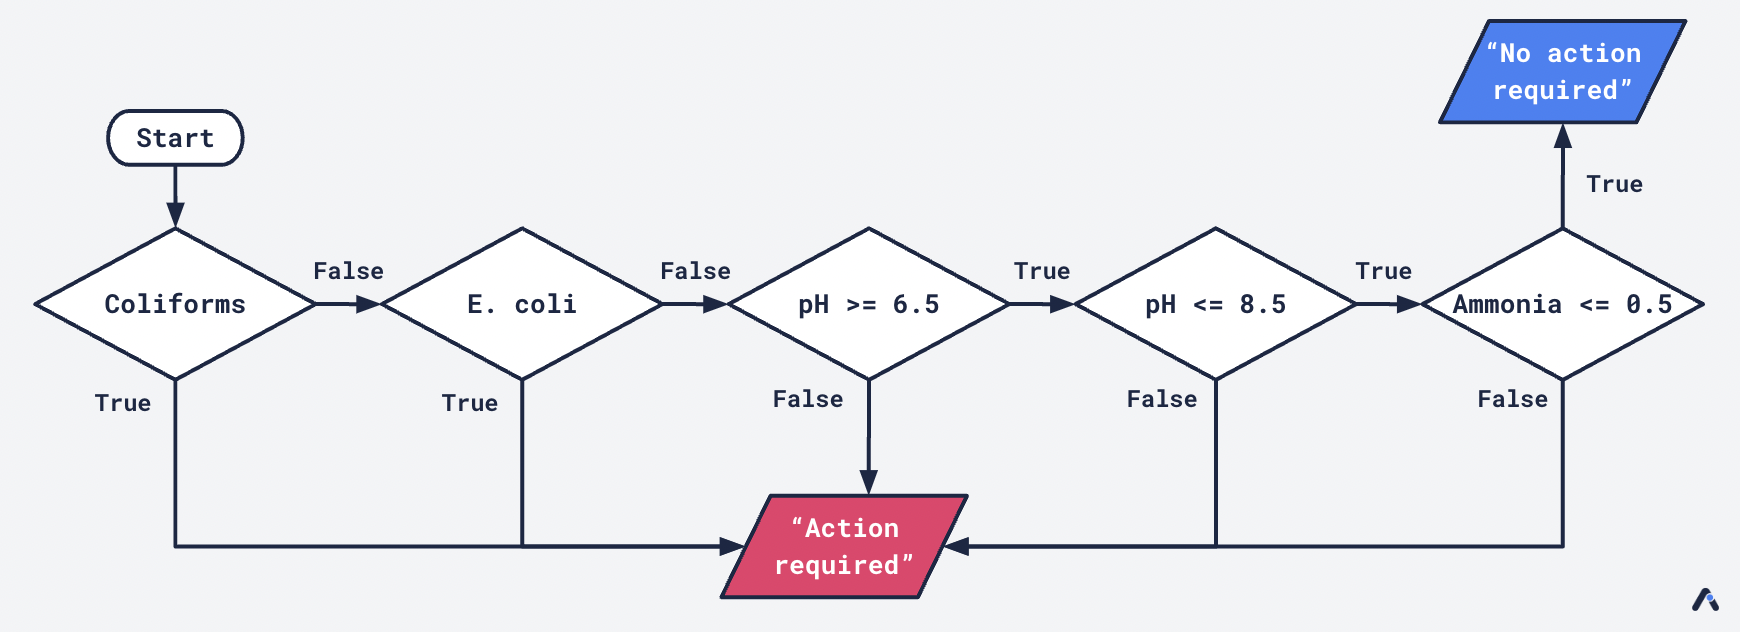 “No action
required”
Start
True
False
False
True
True
Coliforms
E. coli
pH >= 6.5
pH <= 8.5
Ammonia <= 0.5
True
True
False
False
False
“Action
required”